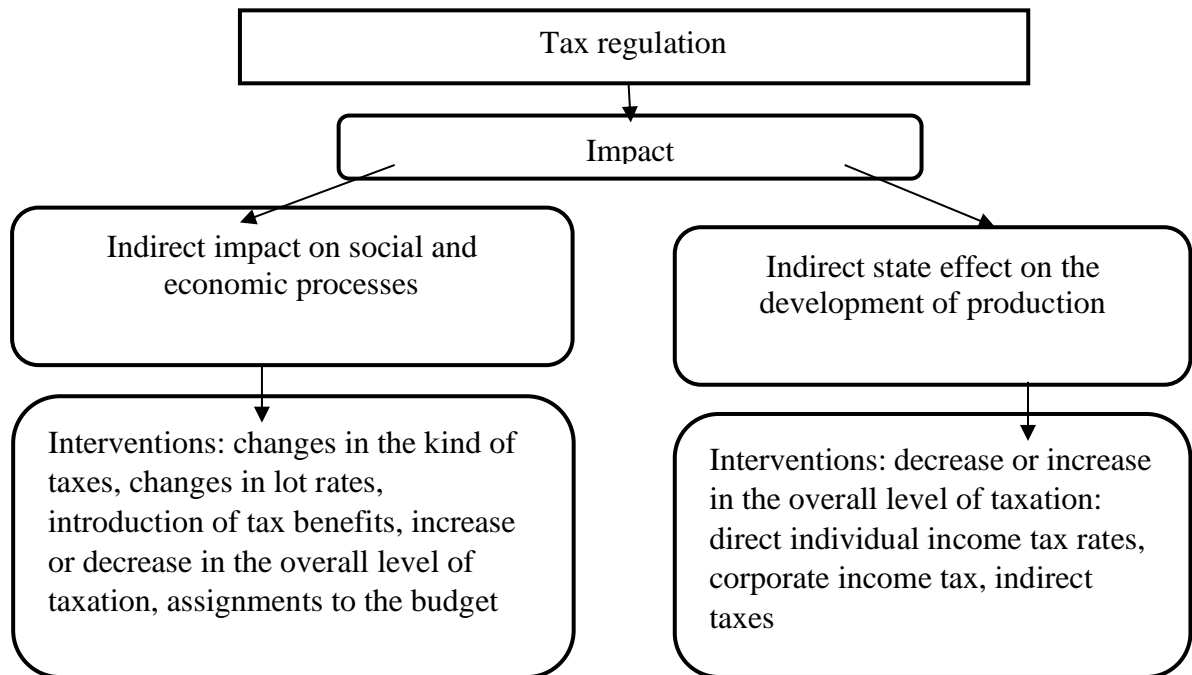 Tax regulation
Impact
Indirect impact on social and
economic processes
Indirect state effect on the
development of production
Interventions: changes in the kind of
taxes, changes in lot rates,
introduction of tax benefits, increase
or decrease in the overall level of
taxation, assignments to the budget
Interventions: decrease or increase
in the overall level of taxation:
direct individual income tax rates,
corporate income tax, indirect
taxes